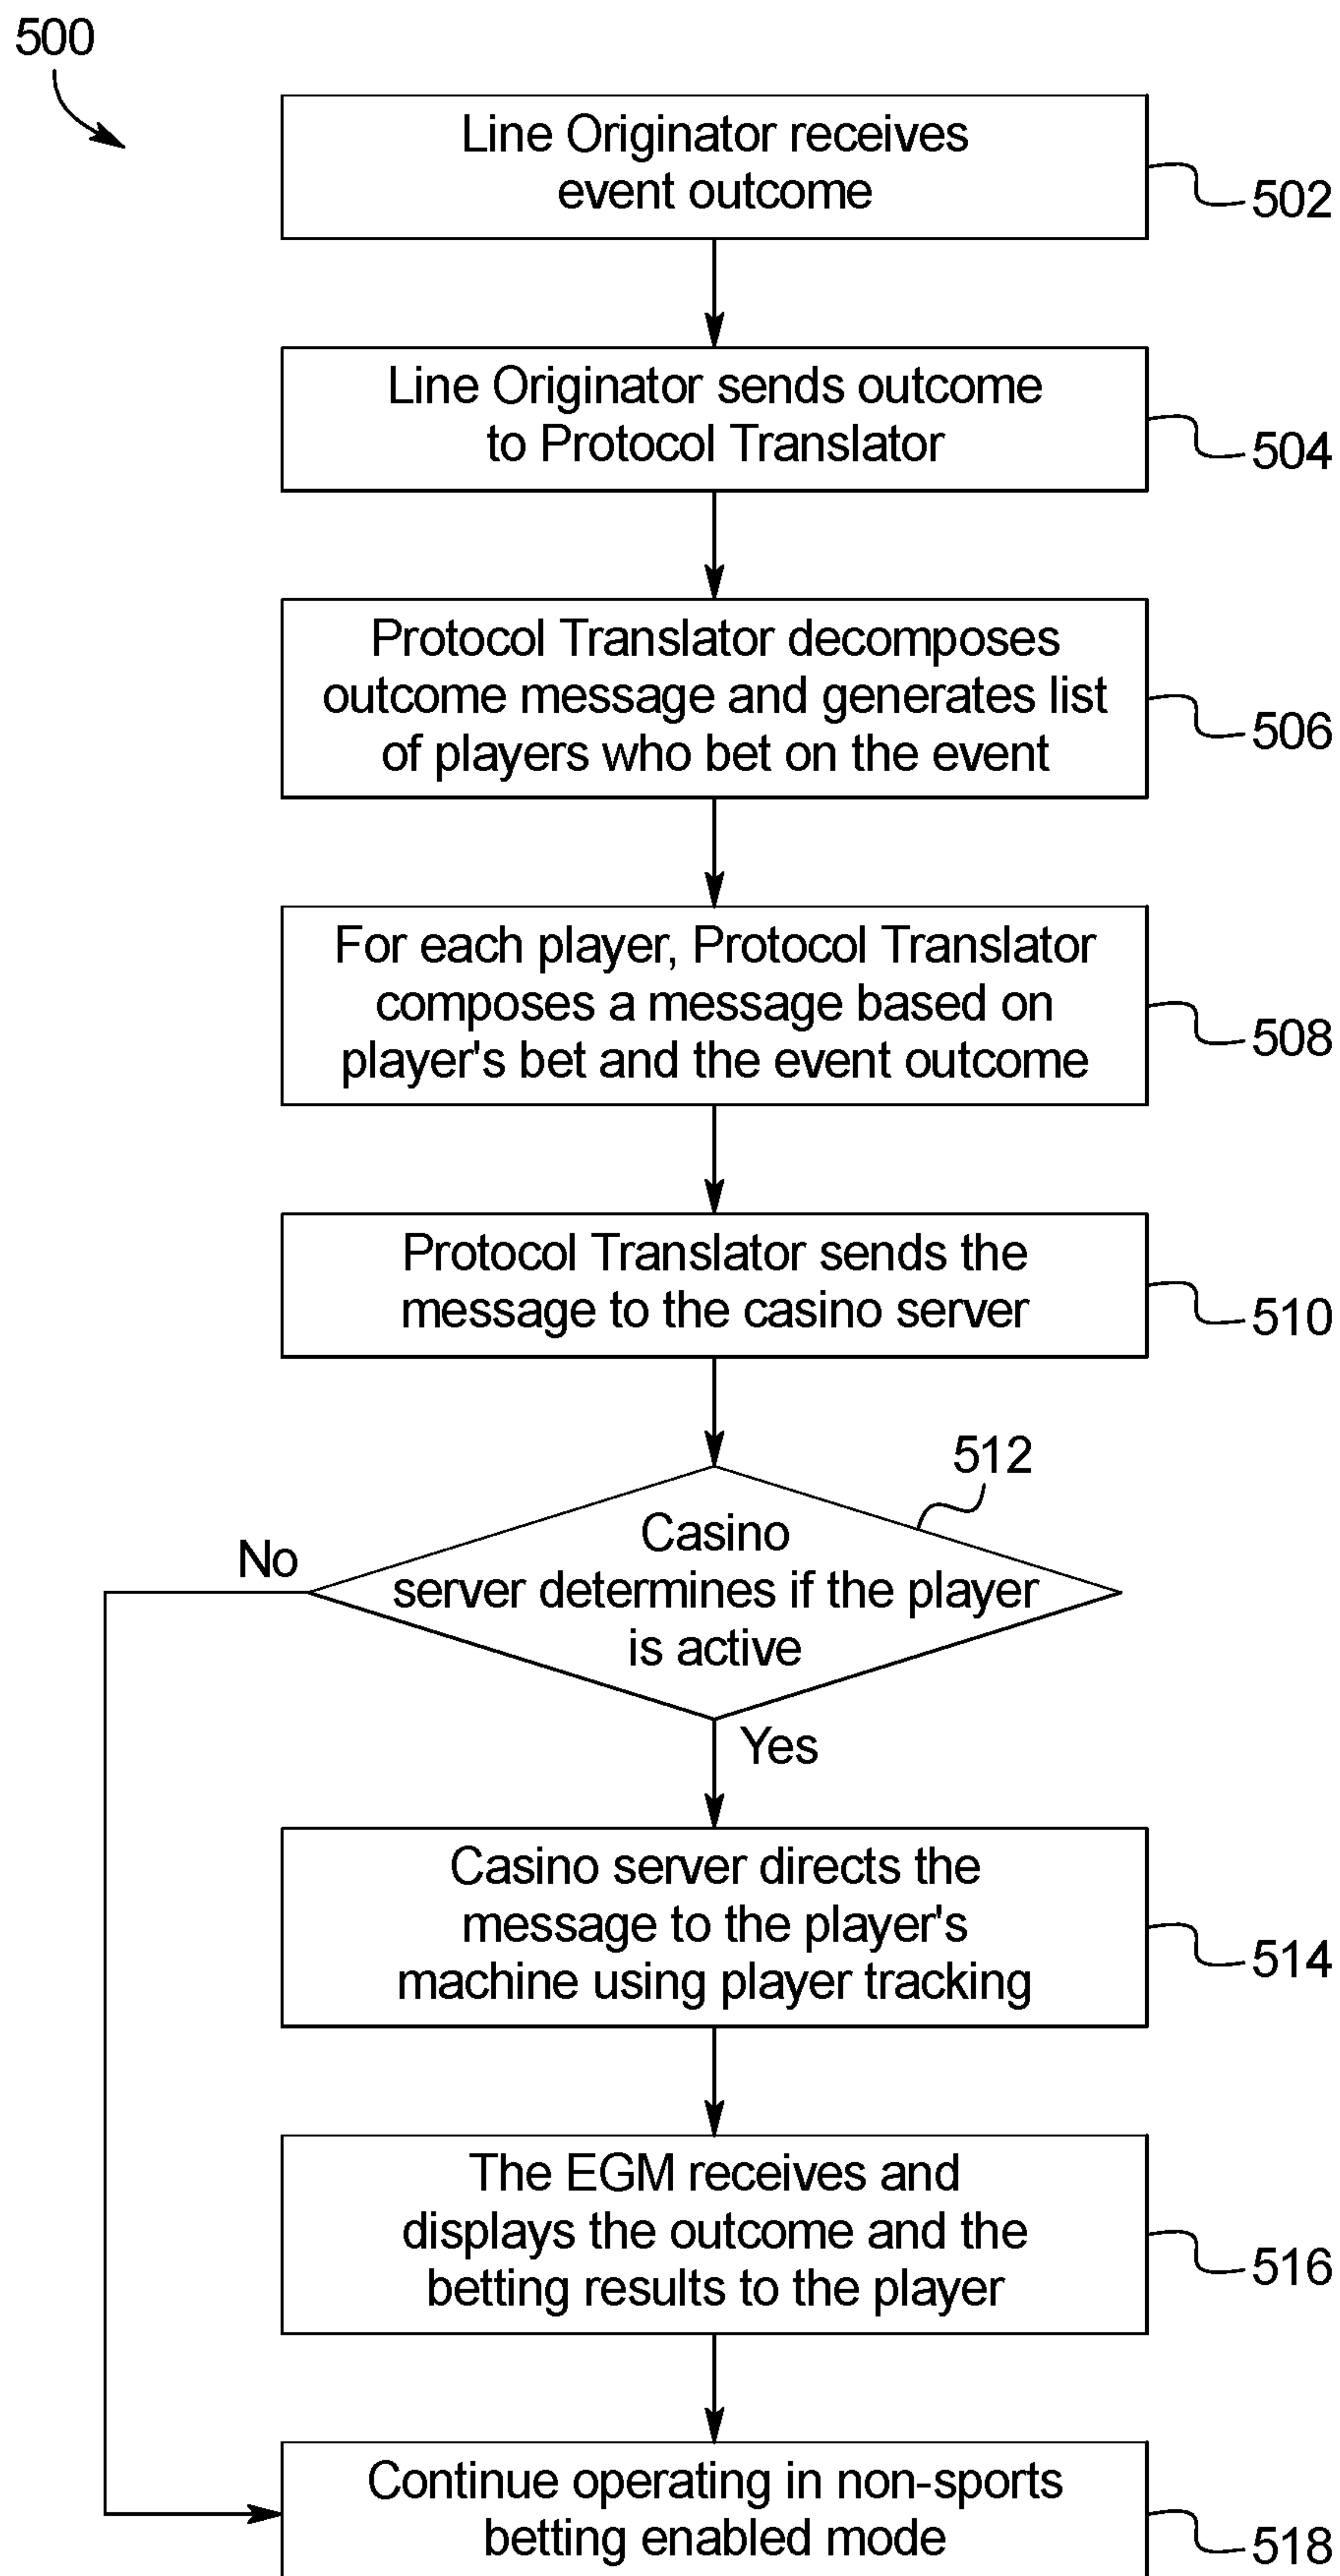 500
Line Originator receives
event outcome
502
Line Originator sends outcome
to Protocol Translator
504
Protocol Translator decomposes
outcome message and generates list
of players who bet on the event
506
For each player, Protocol Translator
composes a message based on
player's bet and the event outcome
508
Protocol Translator sends the
message to the casino server
510
512
Casino
server determines if the player
is active
No
Yes
Casino server directs the
message to the player's
machine using player tracking
514
The EGM receives and
displays the outcome and the
betting results to the player
516
Continue operating in non-sports
betting enabled mode
518